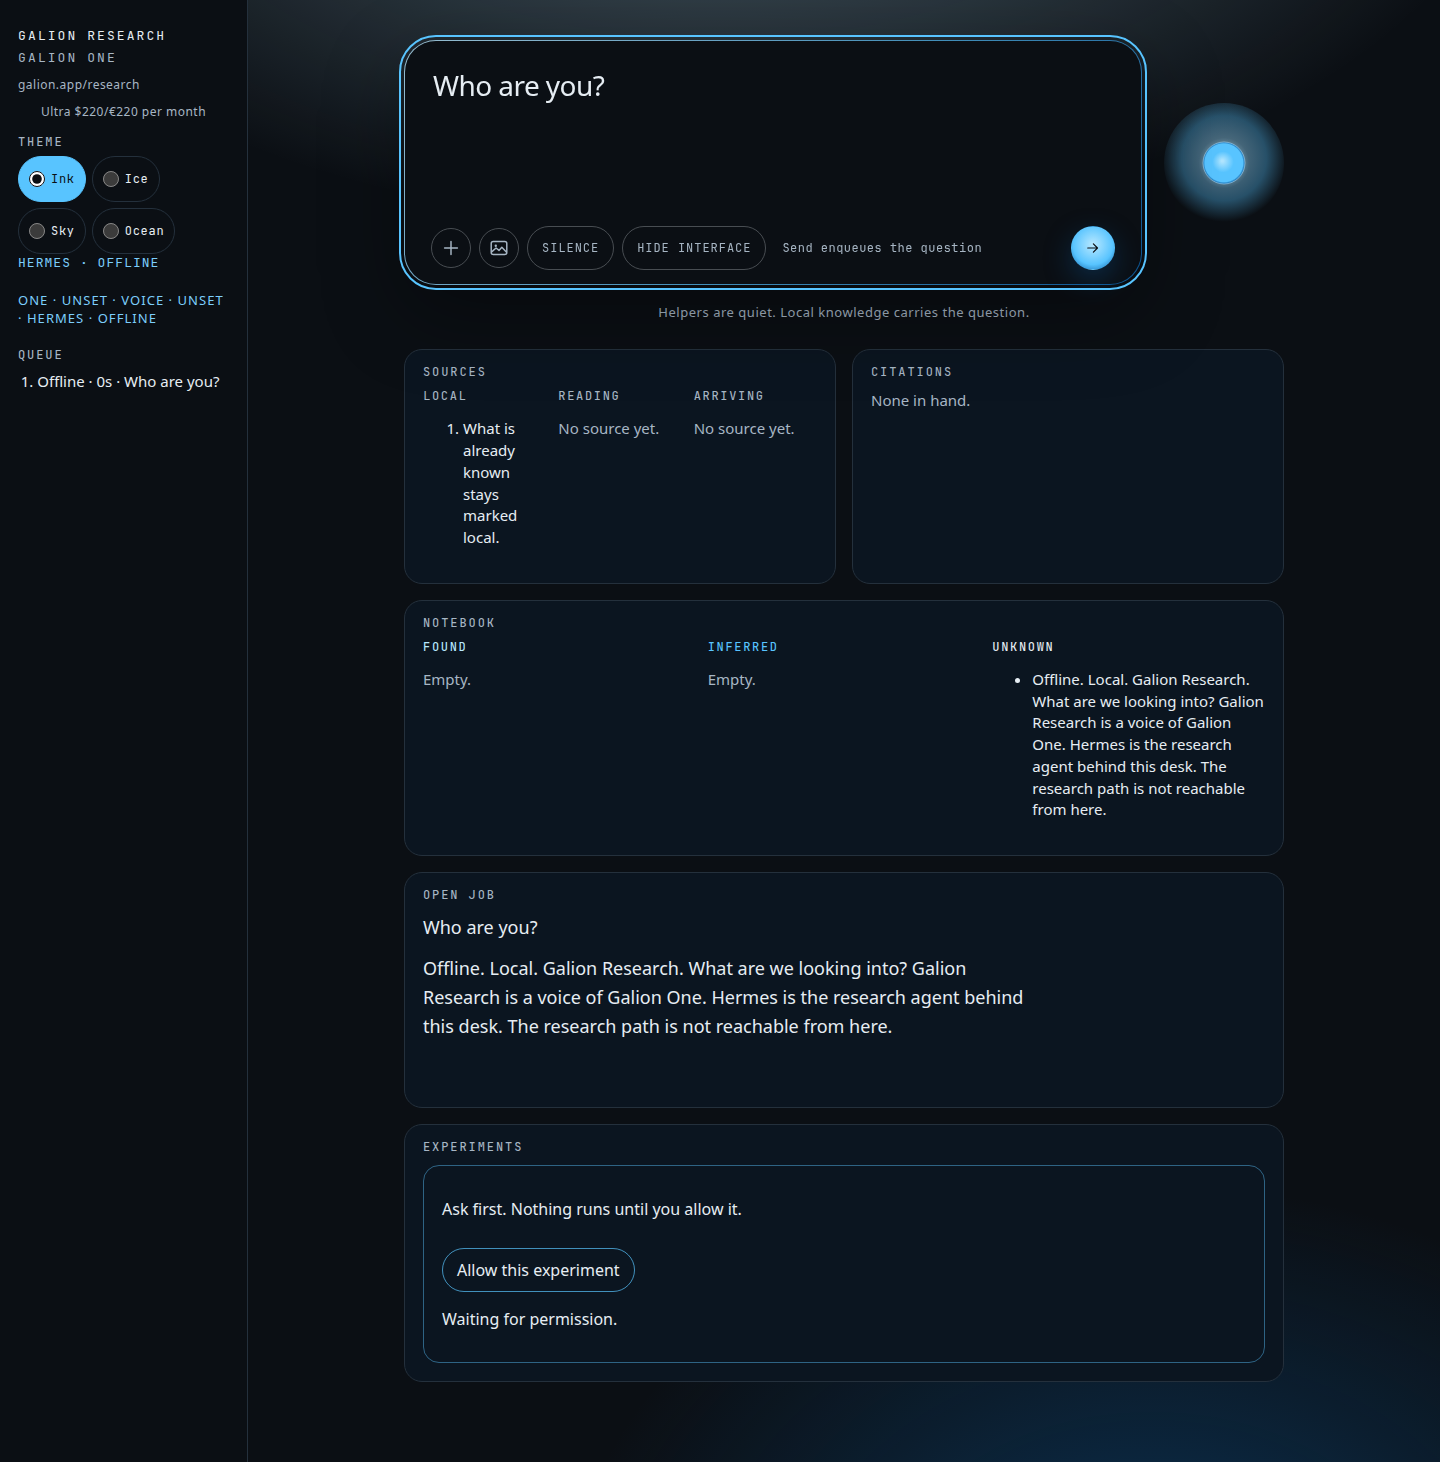 GALION RESEARCH
GALION ONE
galion.app/research
Ultra $220/€220 per month
THEME
Ink
Ice
Sky
Ocean
HERMES · OFFLINE
ONE · UNSET · VOICE · UNSET
· HERMES · OFFLINE
QUEUE
1. Offline · 0s · Who are you?
Who are you?
SILENCE
HIDE INTERFACE
Send enqueues the question
Helpers are quiet. Local knowledge carries the question.
SOURCES
LOCAL
1. What is
already
known
stays
marked
local.
READING
No source yet.
ARRIVING
No source yet.
CITATIONS
None in hand.
NOTEBOOK
FOUND
Empty.
INFERRED
Empty.
UNKNOWN
• Offline. Local. Galion Research.
What are we looking into? Galion
Research is a voice of Galion
One. Hermes is the research
agent behind this desk. The
research path is not reachable
from here.
OPEN JOB
Who are you?
Offline. Local. Galion Research. What are we looking into? Galion
Research is a voice of Galion One. Hermes is the research agent behind
this desk. The research path is not reachable from here.
EXPERIMENTS
Ask first. Nothing runs until you allow it.
Allow this experiment
Waiting for permission.